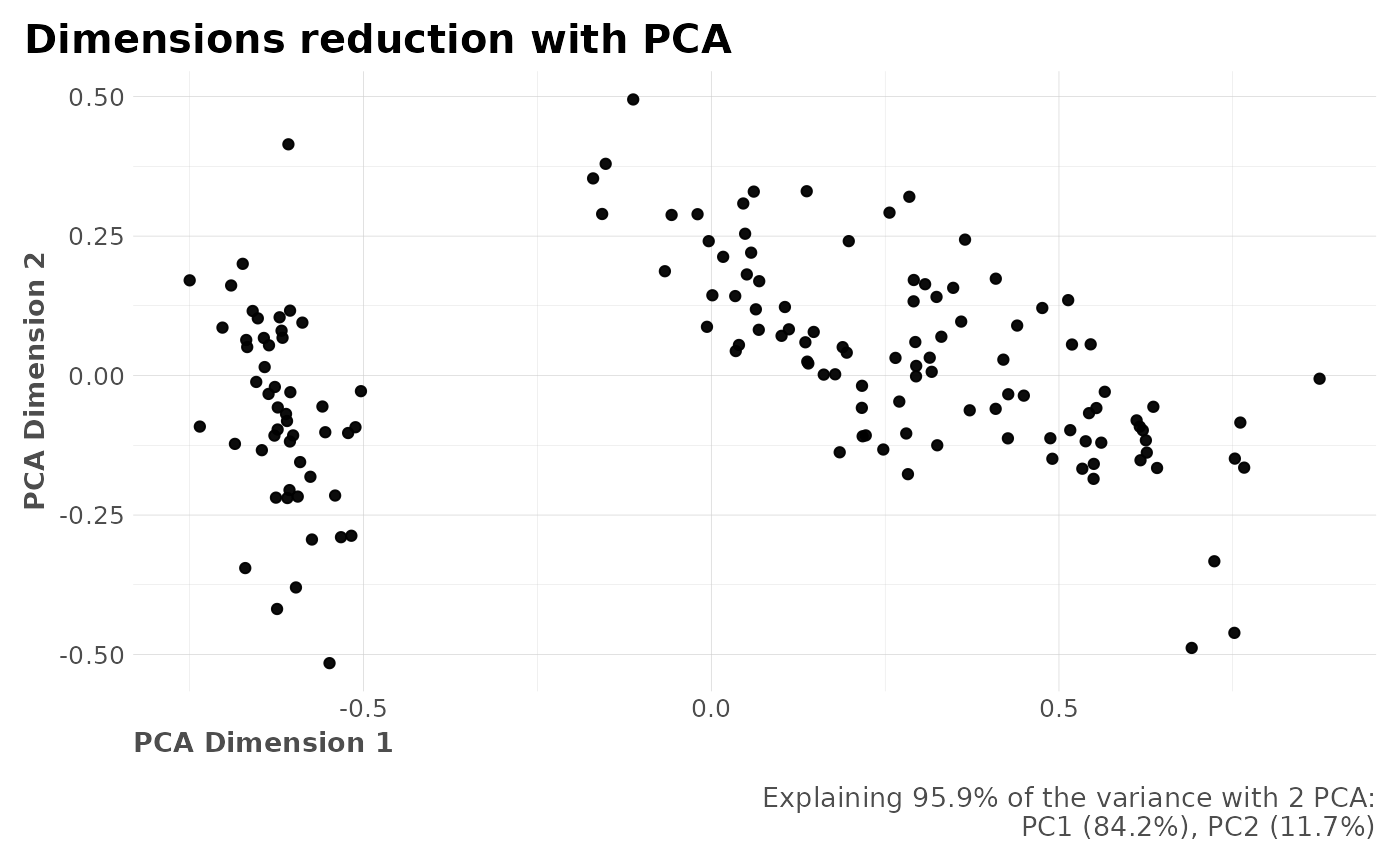 Dimensions reduction with PCA
PCA Dimension 2
0.50
0.25
0.00
-0.25
-0.50
-0.5
0.0
0.5
PCA Dimension 1
Explaining 95.9% of the variance with 2 PCA:
PC1 (84.2%), PC2 (11.7%)